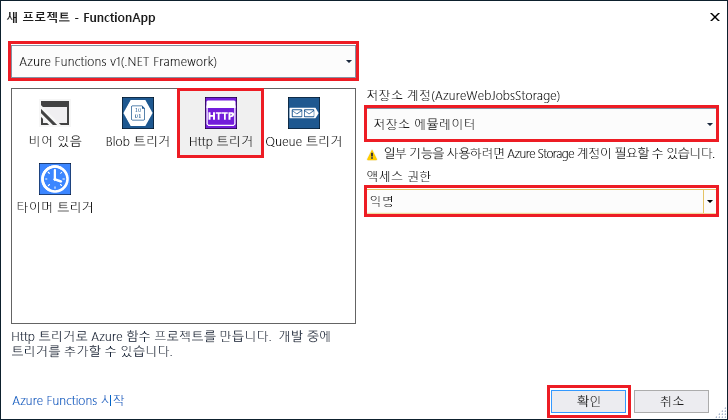 새 프로젝트 - FunctionApp
Azure Functions v1(.NET Framework)
비어 있음
Blob 트리거
Http 트리거
Queue 트리거
타이머 트리거
HTTP
저장소 계정(AzureWebJobsStorage)
저장소 에뮬레이터
일부 기능을 사용하려면 Azure Storage 계정이 필요할 수 있습니다.
액세스 권한
익명
Http 트리거로 Azure 함수 프로젝트를 만듭니다. 개발 중에
트리거를 추가할 수 있습니다.
Azure Functions 시작
확인
취소